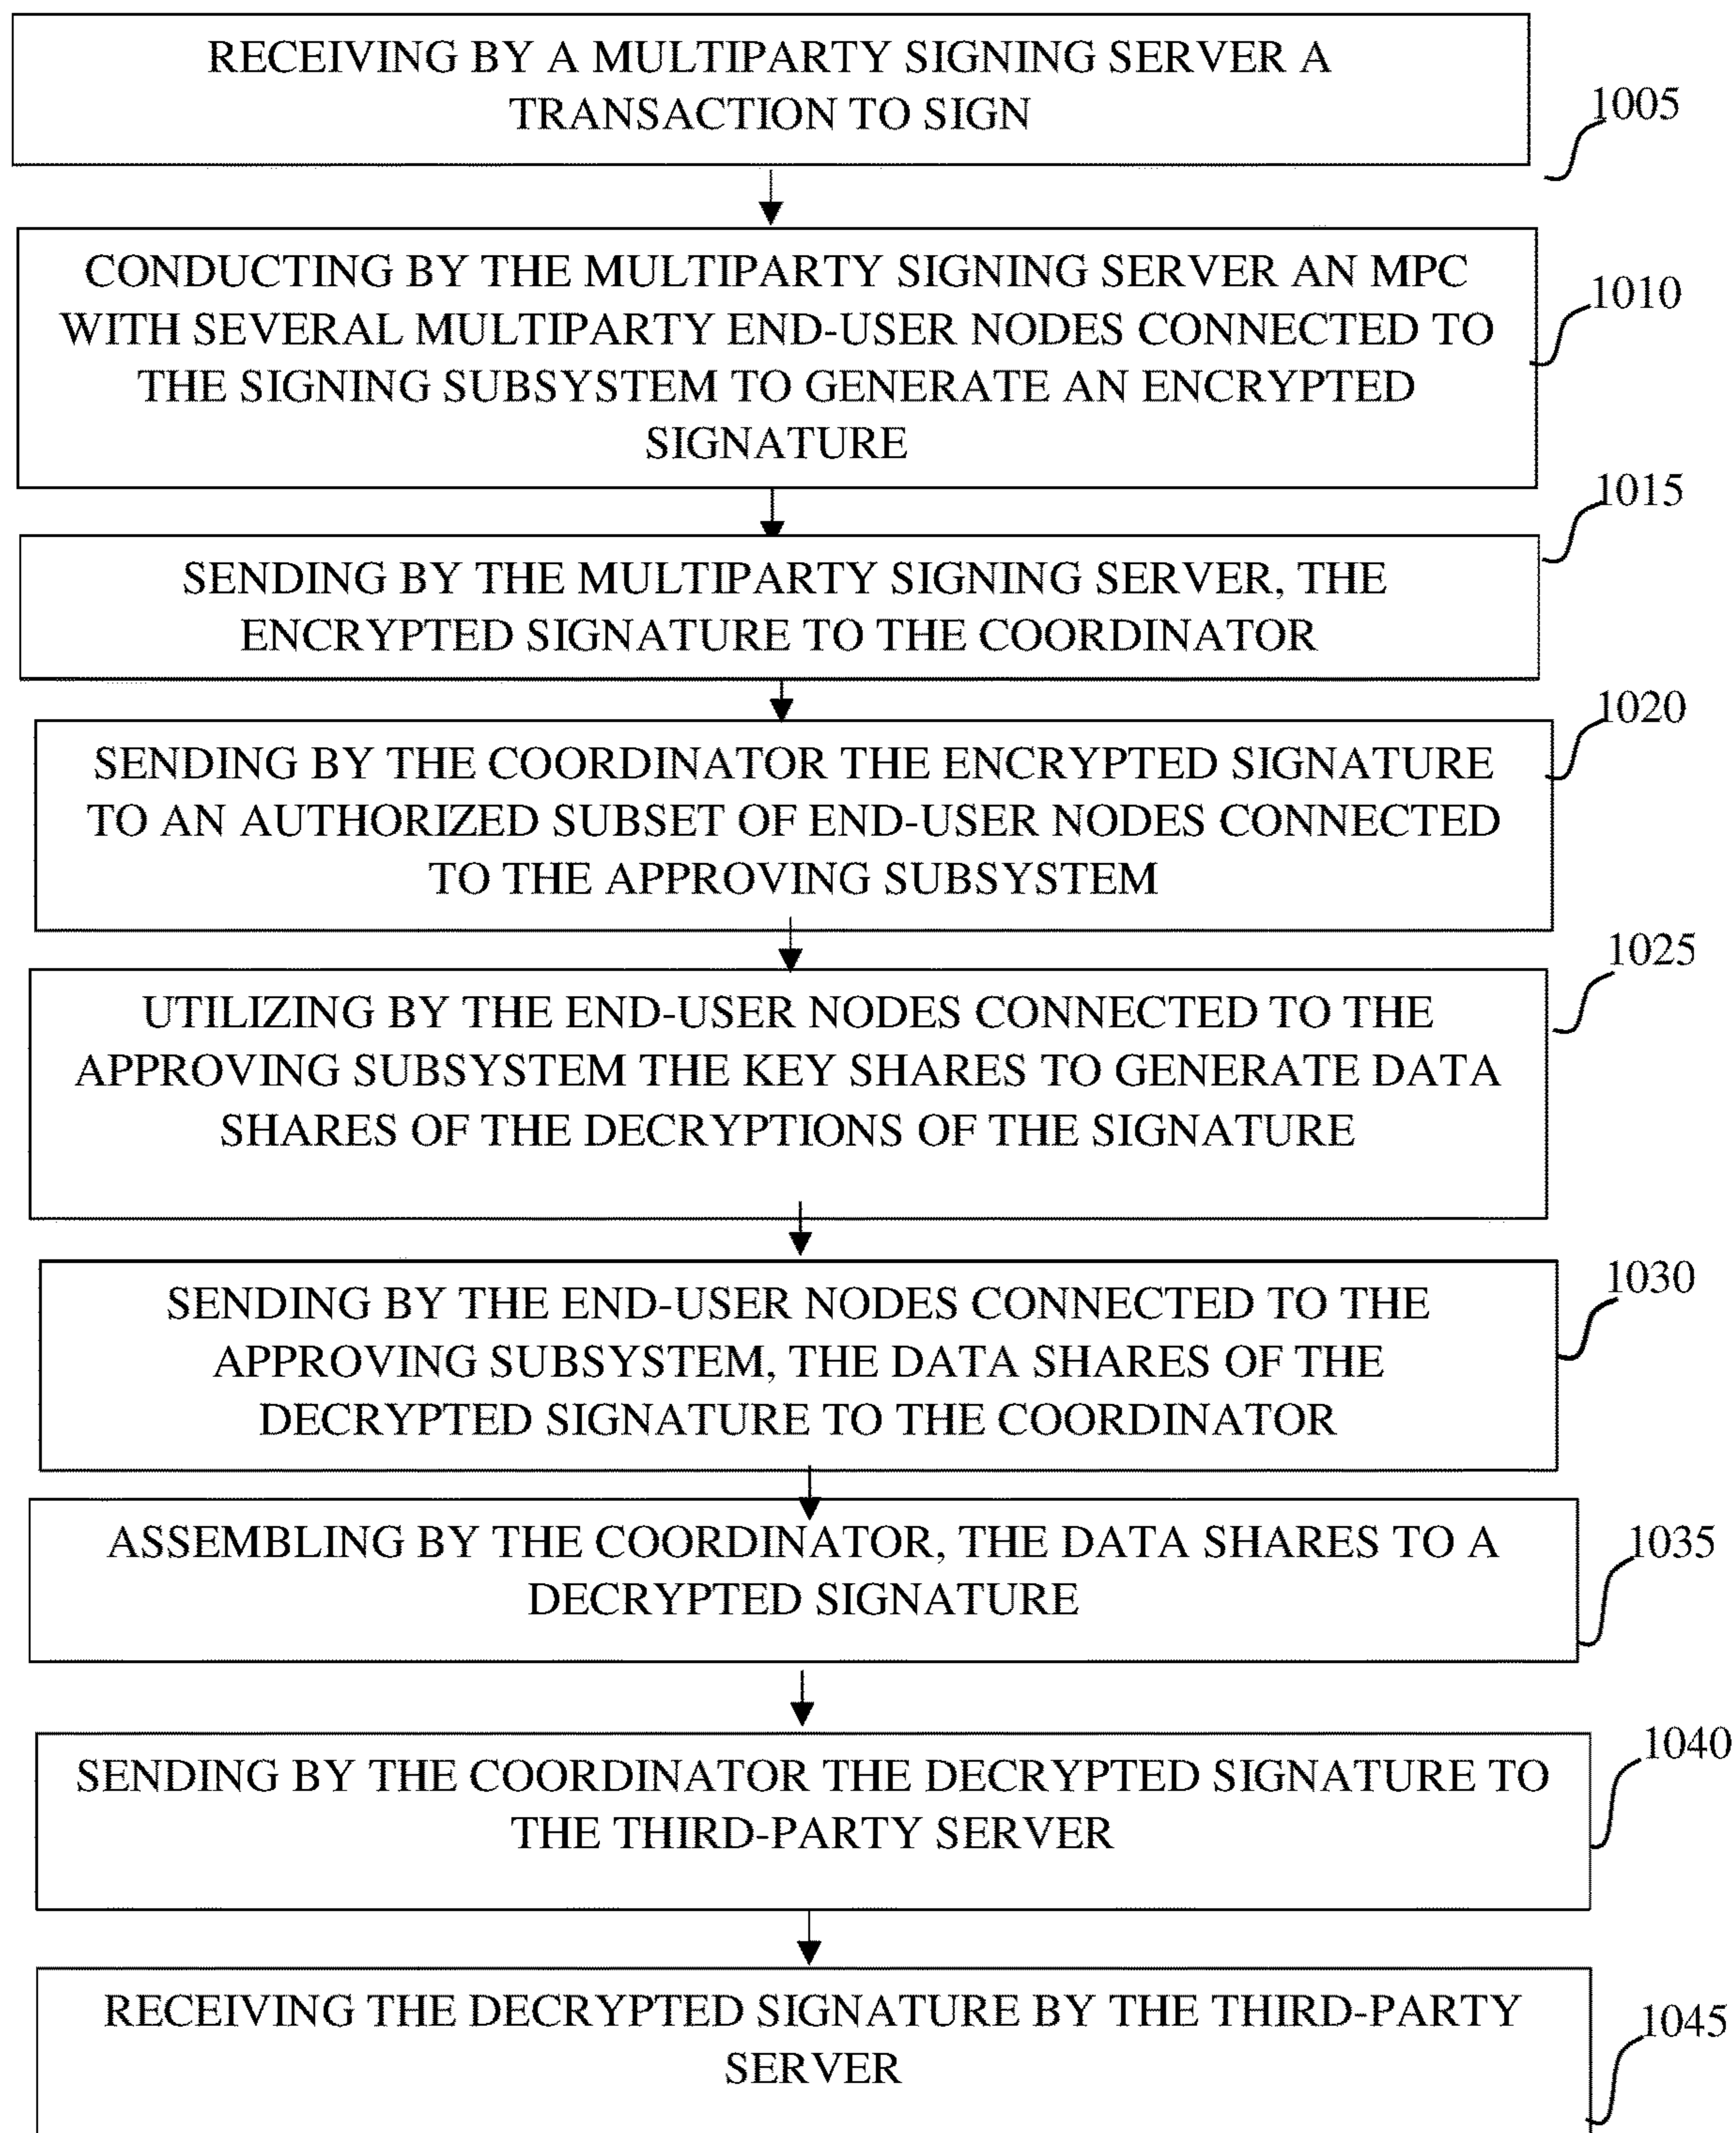 RECEIVING BY A MULTIPARTY SIGNING SERVER A
TRANSACTION TO SIGN
1005
CONDUCTING BY THE MULTIPARTY SIGNING SERVER AN MPC
WITH SEVERAL MULTIPARTY END-USER NODES CONNECTED TO
THE SIGNING SUBSYSTEM TO GENERATE AN ENCRYPTED
SIGNATURE
1010
SENDING BY THE MULTIPARTY SIGNING SERVER, THE
ENCRYPTED SIGNATURE TO THE COORDINATOR
1015
SENDING BY THE COORDINATOR THE ENCRYPTED SIGNATURE
TO AN AUTHORIZED SUBSET OF END-USER NODES CONNECTED
TO THE APPROVING SUBSYSTEM
1020
UTILIZING BY THE END-USER NODES CONNECTED TO THE
APPROVING SUBSYSTEM THE KEY SHARES TO GENERATE DATA
SHARES OF THE DECRYPTIONS OF THE SIGNATURE
1025
SENDING BY THE END-USER NODES CONNECTED TO THE
APPROVING SUBSYSTEM, THE DATA SHARES OF THE
DECRYPTED SIGNATURE TO THE COORDINATOR
1030
ASSEMBLING BY THE COORDINATOR, THE DATA SHARES TO A
DECRYPTED SIGNATURE
1035
SENDING BY THE COORDINATOR THE DECRYPTED SIGNATURE TO
THE THIRD-PARTY SERVER
1040
RECEIVING THE DECRYPTED SIGNATURE BY THE THIRD-PARTY
SERVER
1045